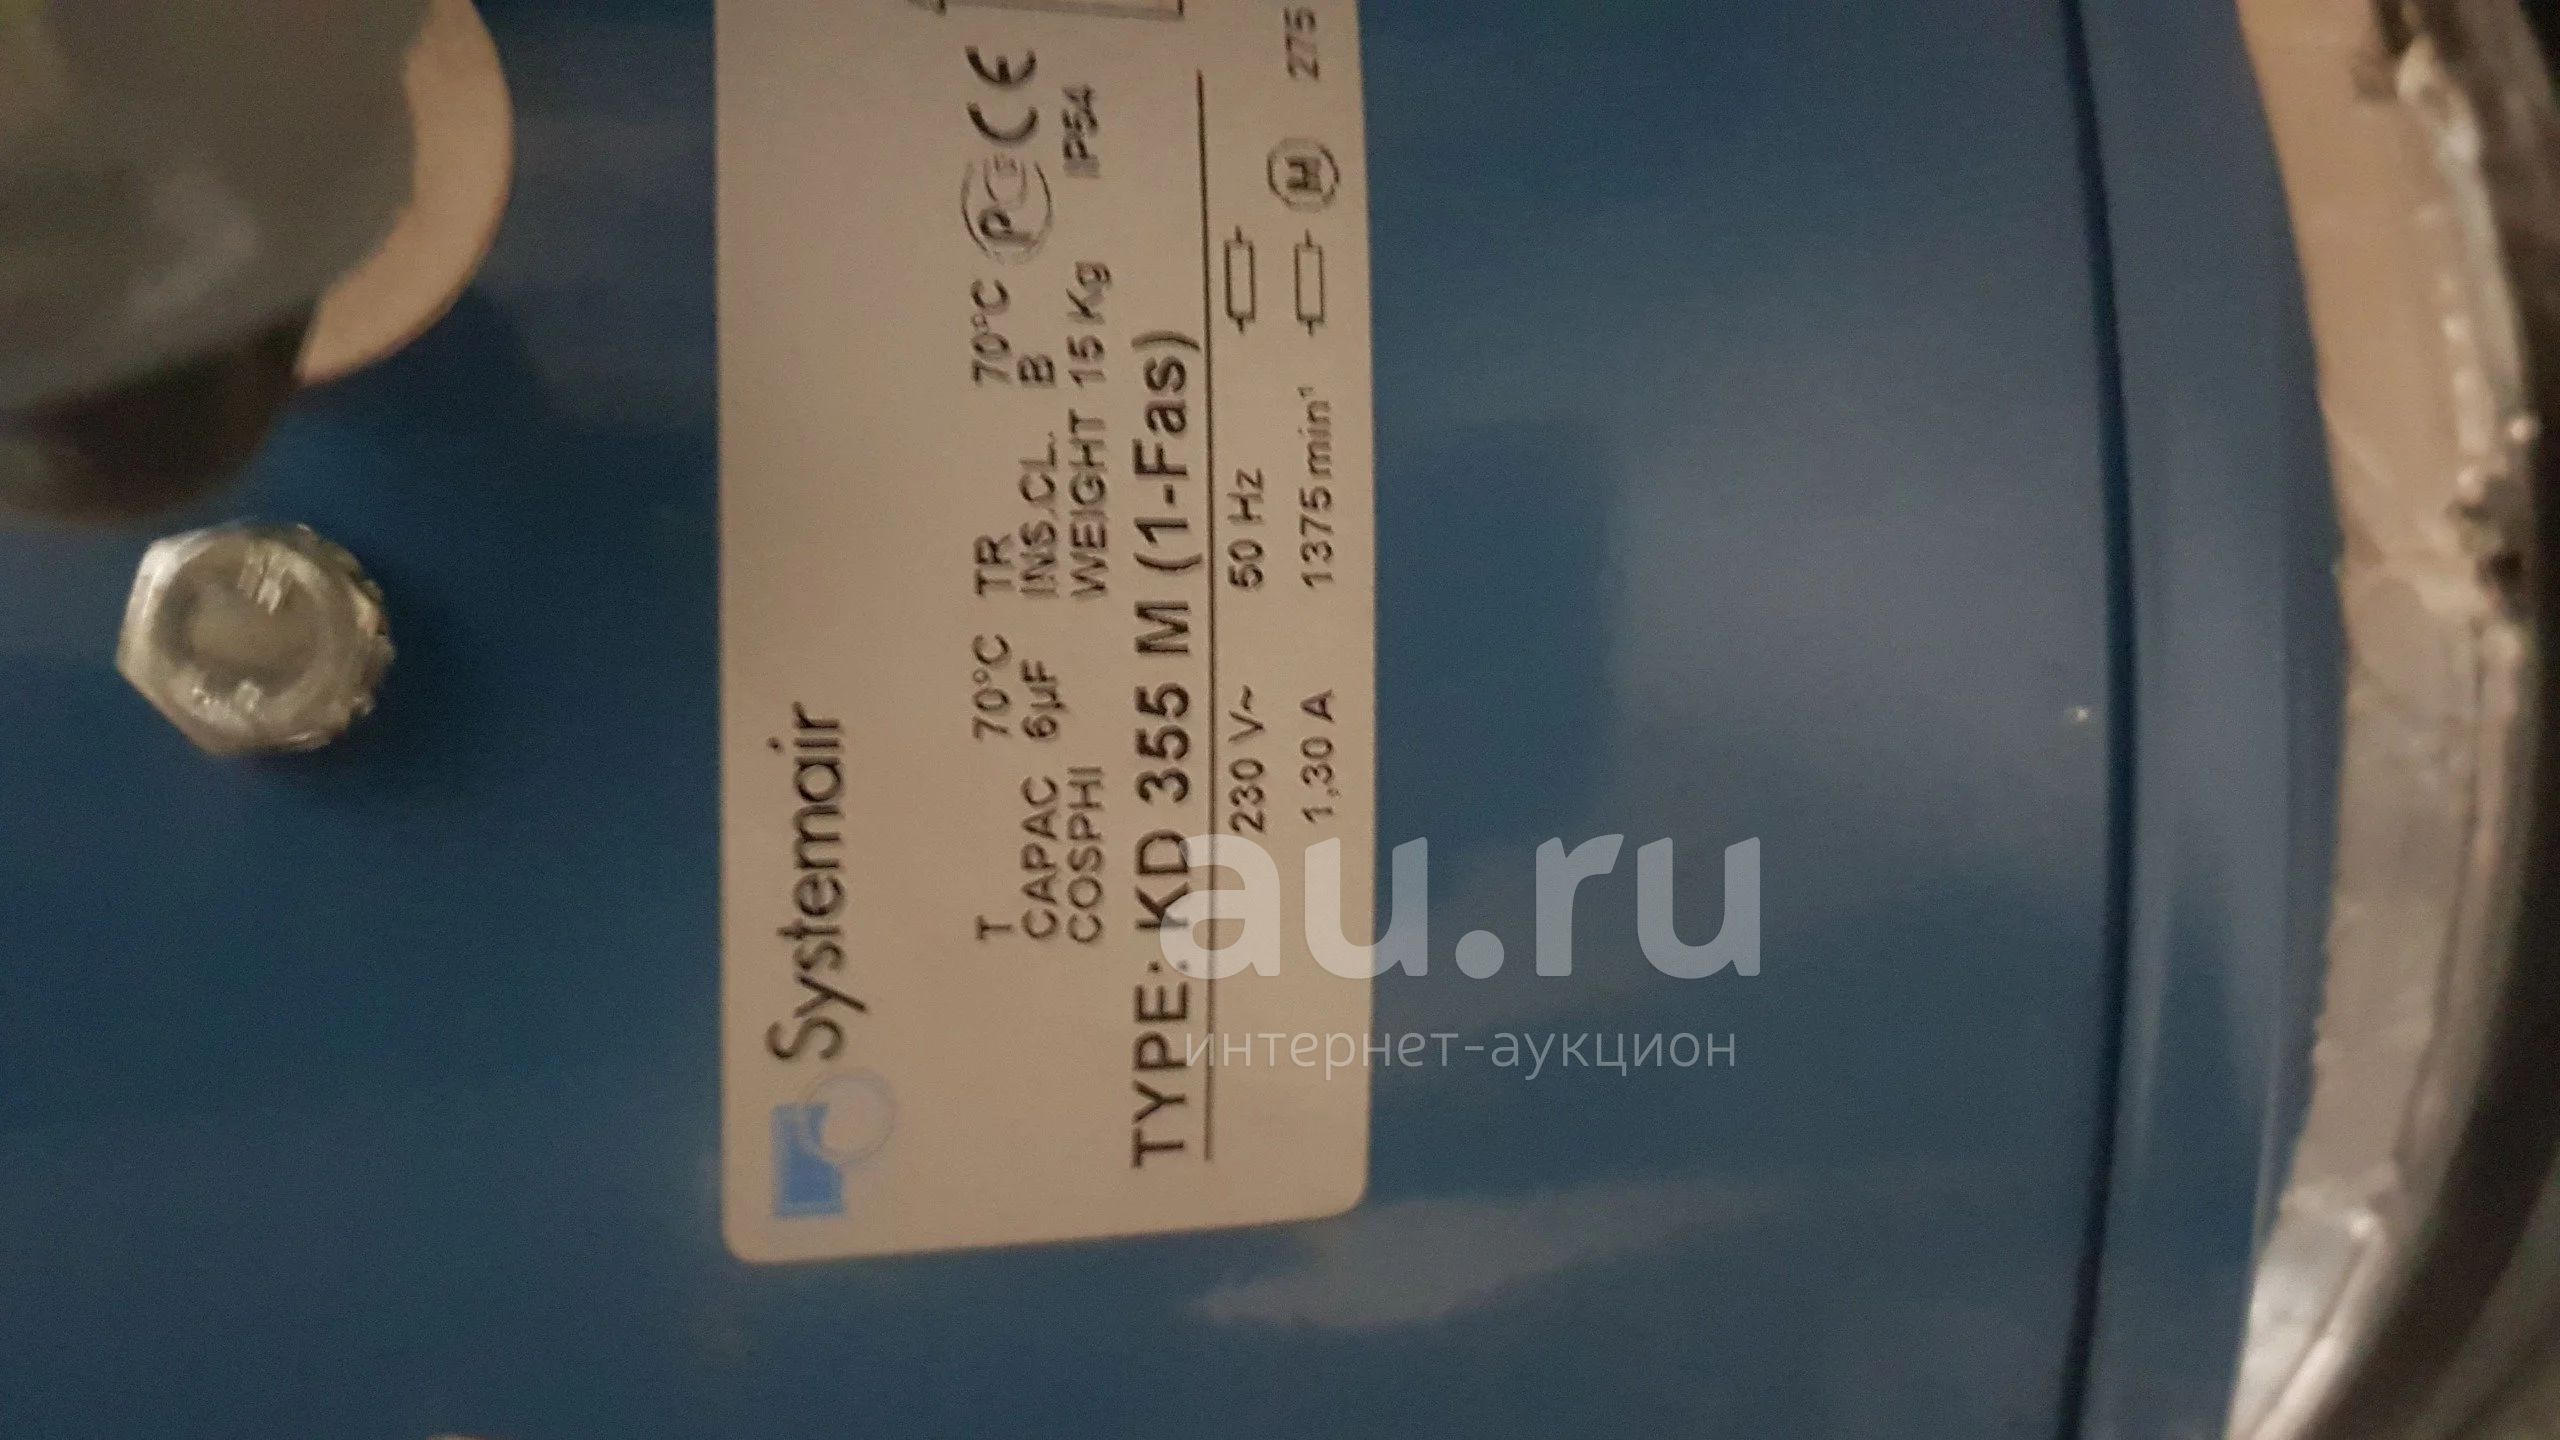 Systemair
T 70°C TR 70°C
CAPAC 6µF INS.CL. B
COSPHI WEIGHT 15 Kg IP54
TYPE: KD 355 M (1-Fas)
230 V~ 50 Hz
1,30 A 1375 min¹ H 275
au.ru
интернет-аукцион